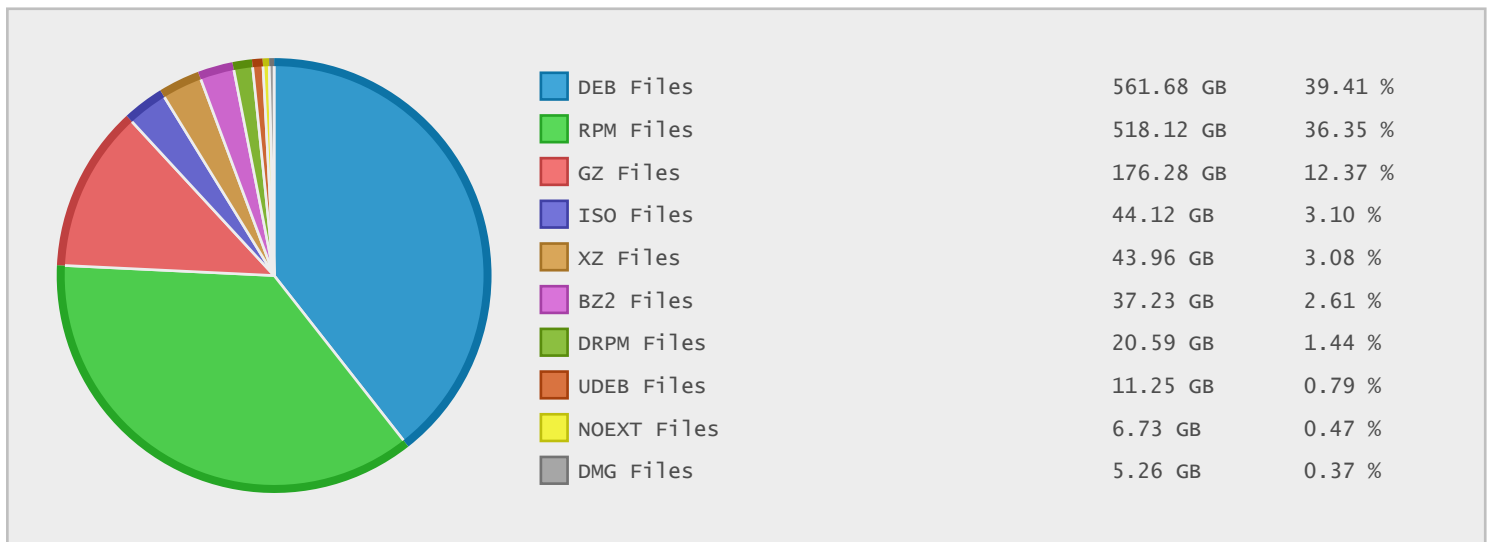 DEB Files 561.68 GB 39.41 %
RPM Files 518.12 GB 36.35 %
GZ Files 176.28 GB 12.37 %
ISO Files 44.12 GB 3.10 %
XZ Files 43.96 GB 3.08 %
BZ2 Files 37.23 GB 2.61 %
DRPM Files 20.59 GB 1.44 %
UDEB Files 11.25 GB 0.79 %
NOEXT Files 6.73 GB 0.47 %
DMG Files 5.26 GB 0.37 %